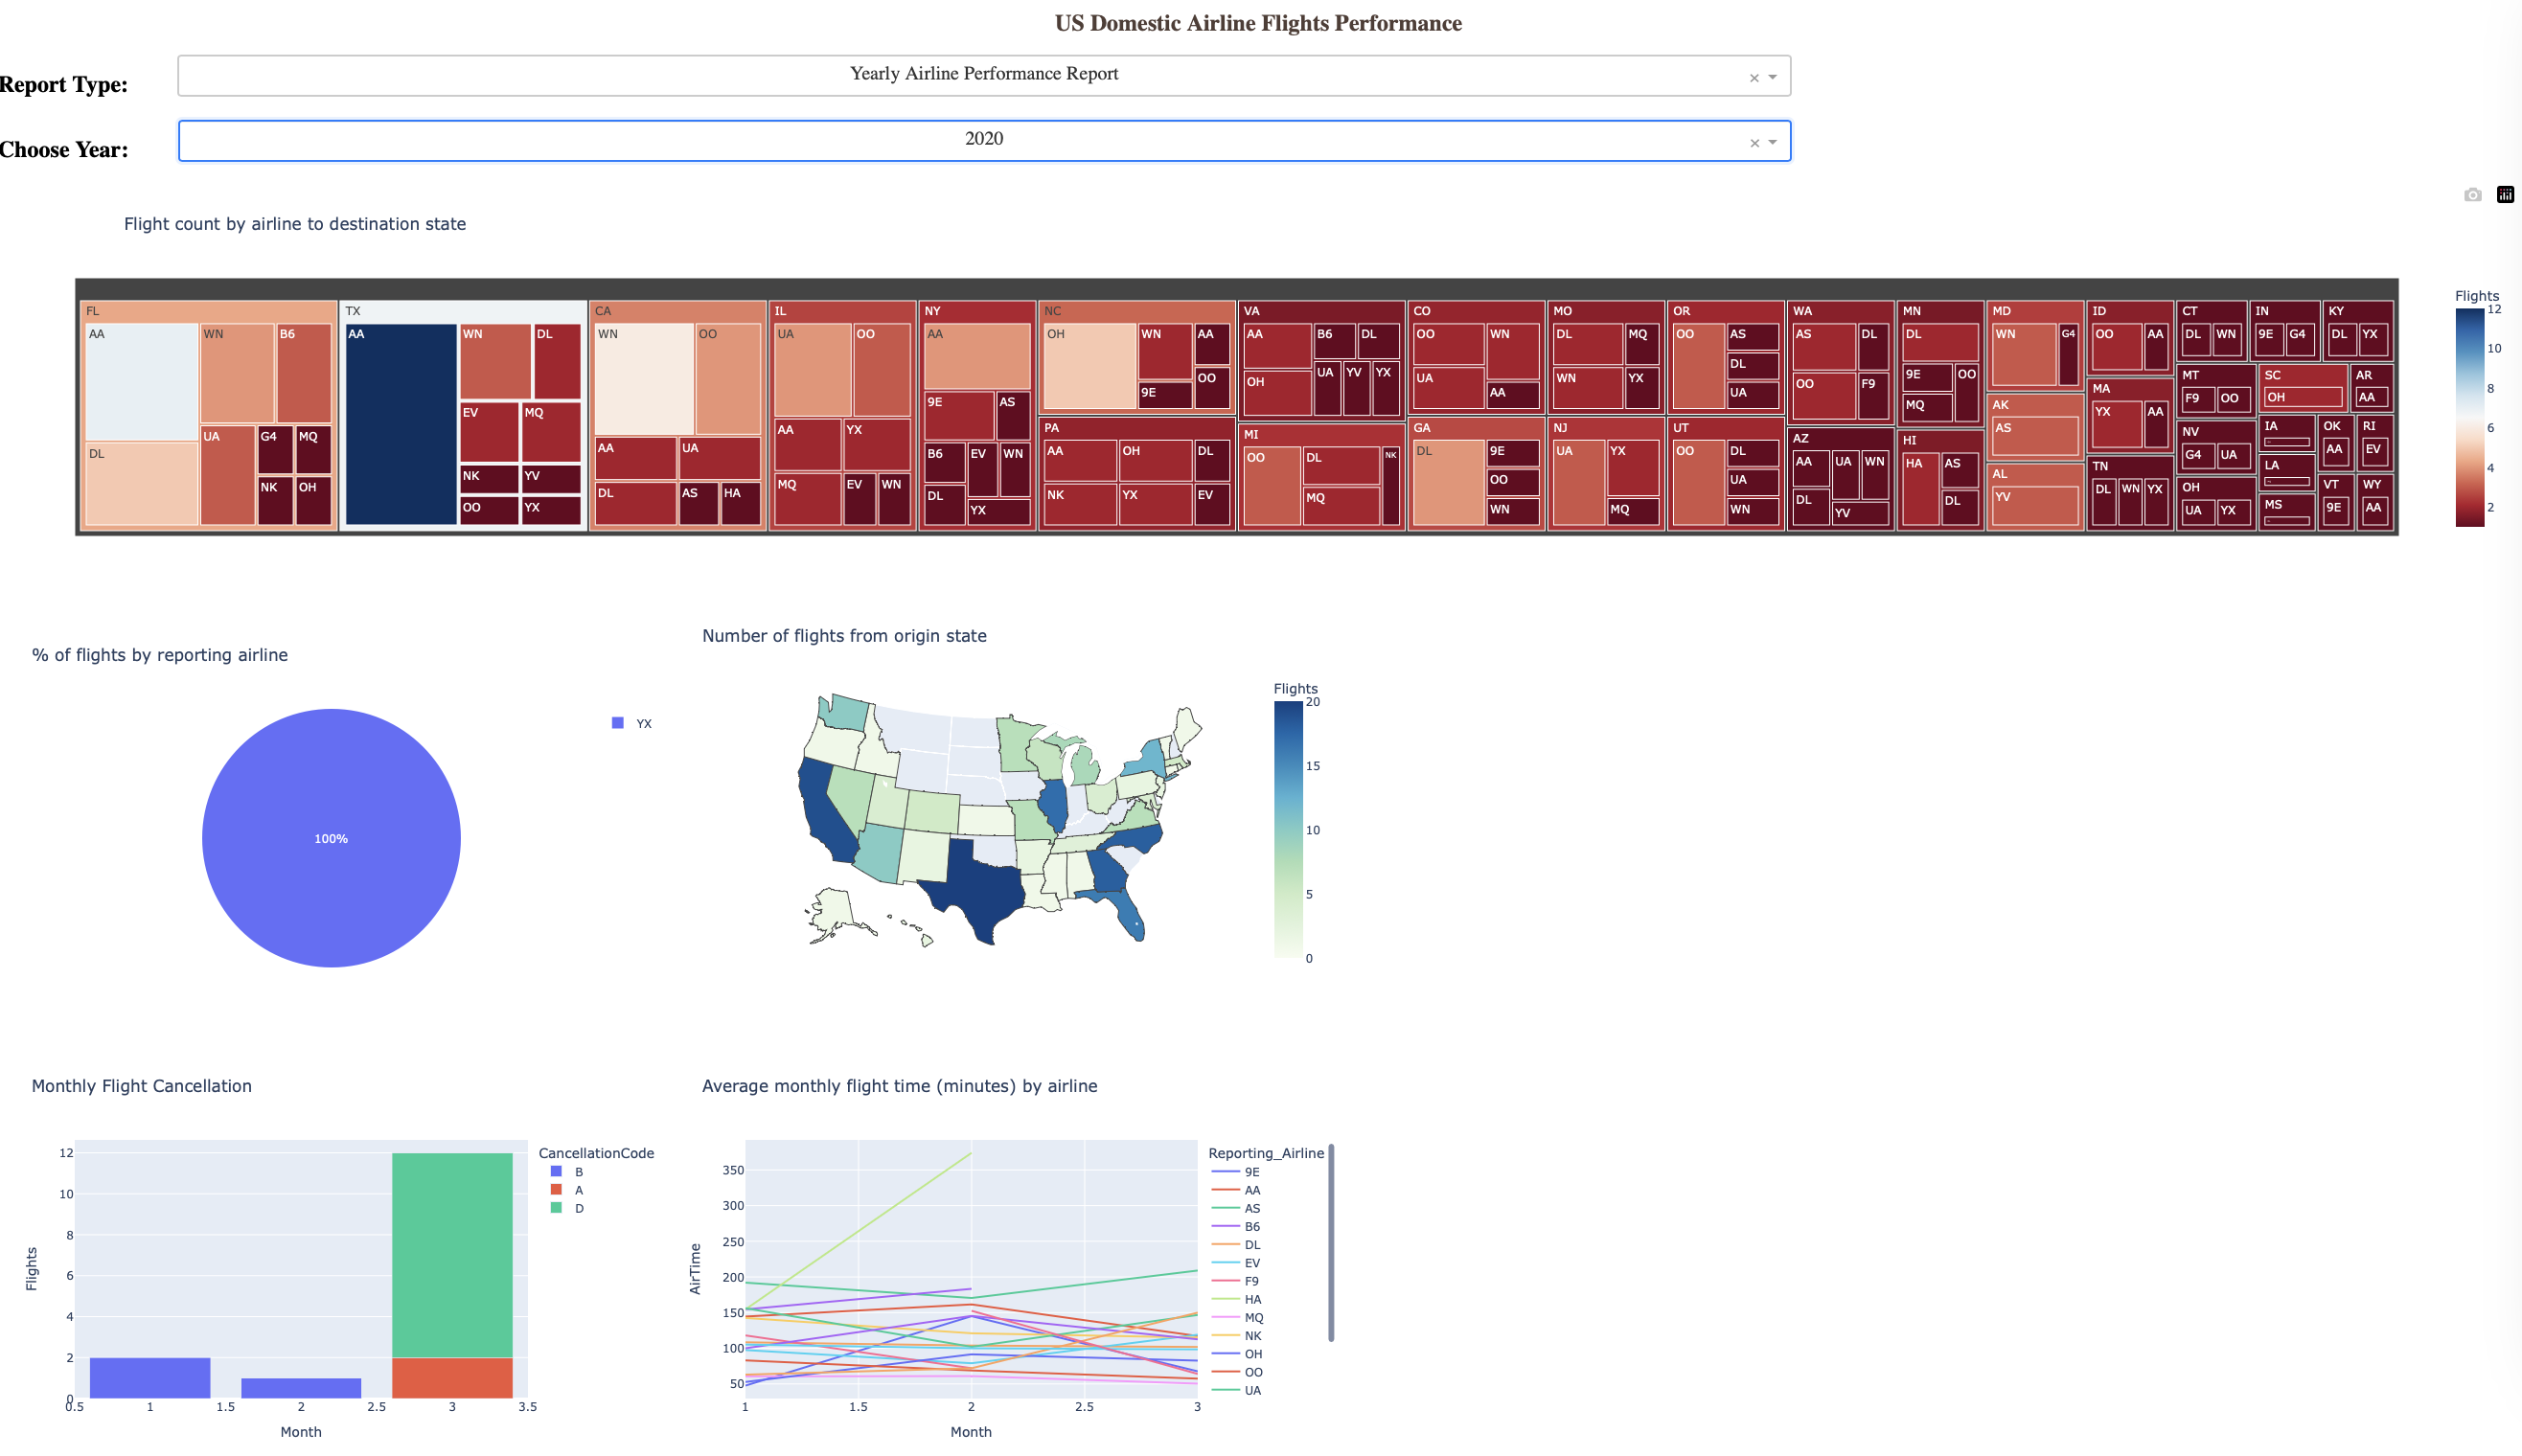 US Domestic Airline Flights Performance
Report Type:
Yearly Airline Performance Report
×
Choose Year:
2020
×
Flight count by airline to destination state
FL
AA
WN
B6
DL
UA
G4
MQ
NK
OH
TX
AA
WN
DL
EV
MQ
NK
YV
OO
YX
CA
WN
OO
AA
UA
DL
AS
HA
IL
UA
OO
AA
YX
MQ
EV
WN
NY
AA
9E
AS
B6
EV
WN
DL
YX
NC
OH
WN
AA
9E
OO
PA
AA
OH
DL
NK
YX
EV
VA
AA
B6
DL
OH
UA
YV
YX
MI
OO
DL
NK
MQ
CO
OO
WN
UA
AA
GA
DL
9E
OO
WN
MO
DL
MQ
WN
YX
NJ
UA
YX
MQ
OR
OO
AS
DL
UA
UT
OO
DL
UA
WN
WA
AS
DL
OO
F9
AZ
AA
UA
WN
DL
YV
MN
DL
9E
OO
MQ
HI
HA
AS
DL
MD
WN
G4
AK
AS
AL
YV
ID
OO
AA
MA
YX
AA
TN
DL
WN
YX
CT
DL
WN
IN
9E
G4
KY
DL
YX
MT
F9
OO
SC
OH
AR
AA
NV
G4
UA
IA
OK
AA
RI
EV
LA
OH
UA
YX
MS
VT
9E
WY
AA
Flights
12
10
8
6
4
2
% of flights by reporting airline
100%
YX
Number of flights from origin state
Flights
20
15
10
5
0
Monthly Flight Cancellation
Flights
12
10
8
6
4
2
0
0.5
1
1.5
2
2.5
3
3.5
Month
CancellationCode
B
A
D
Average monthly flight time (minutes) by airline
AirTime
350
300
250
200
150
100
50
1
1.5
2
2.5
3
Month
Reporting_Airline
9E
AA
AS
B6
DL
EV
F9
HA
MQ
NK
OH
OO
UA